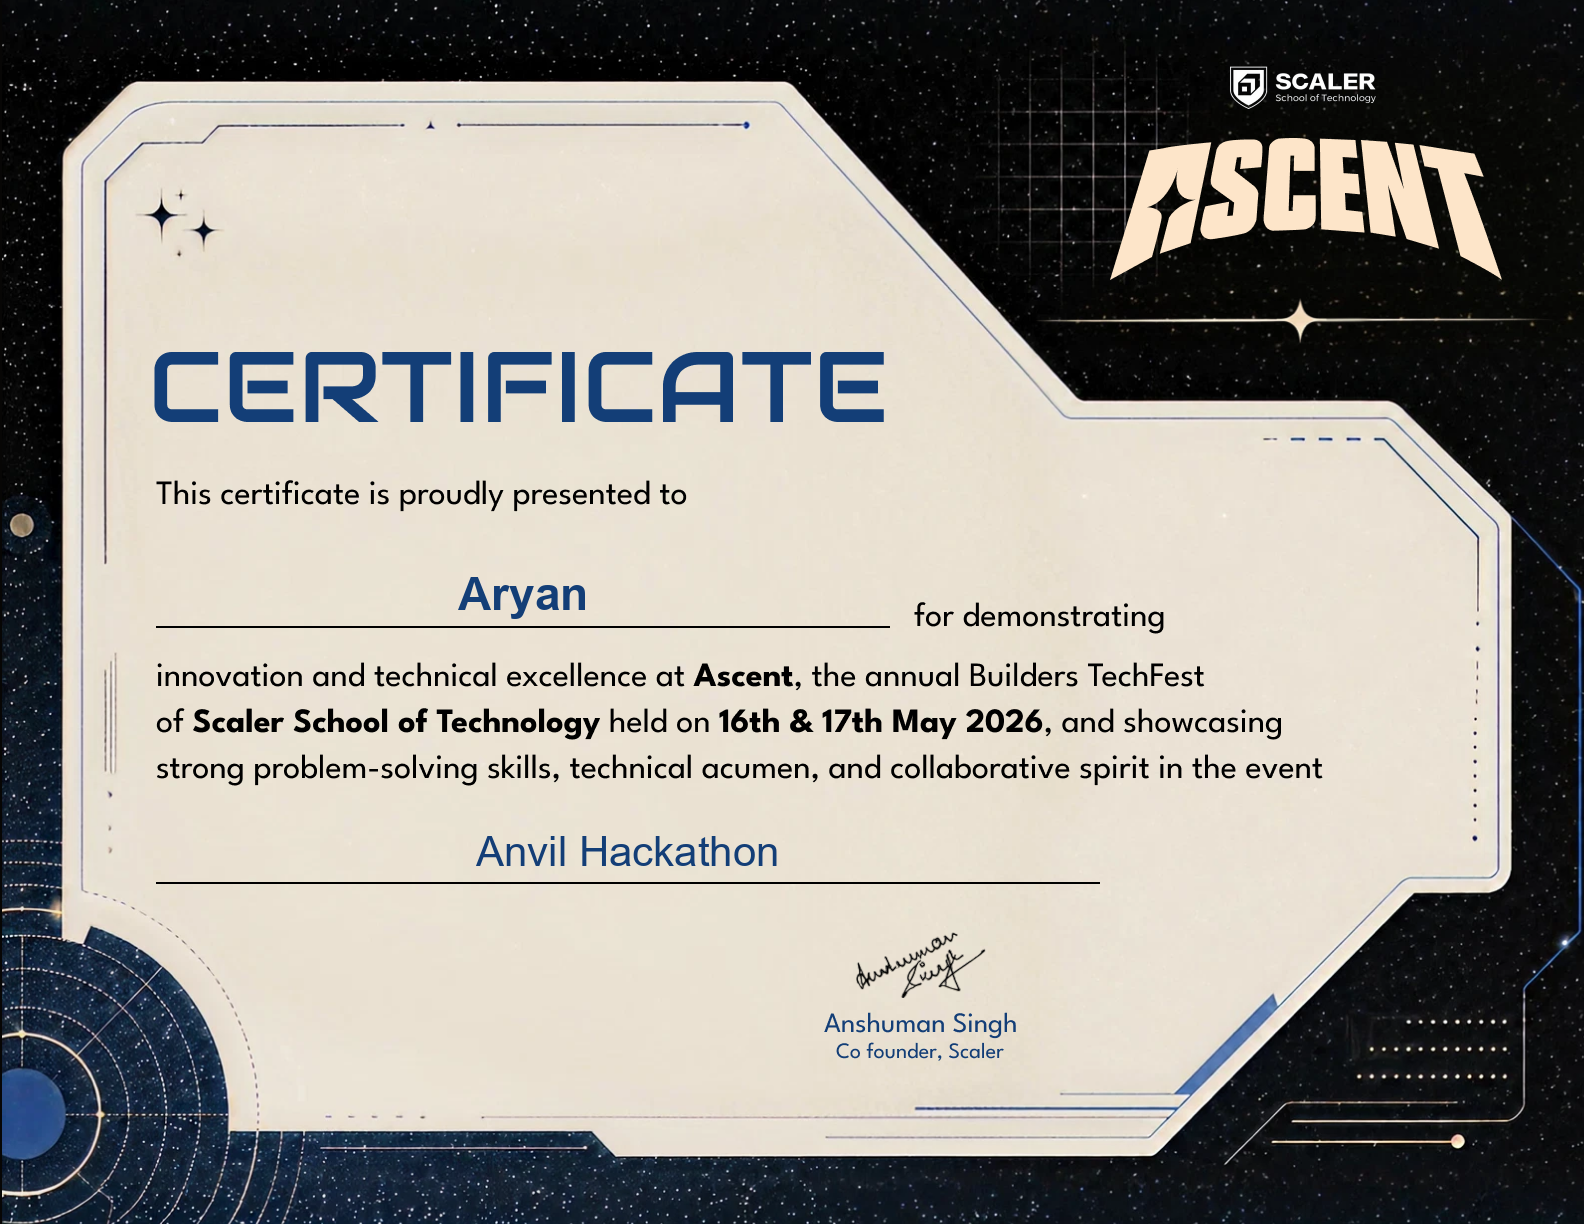 SCALER
School of Technology
ASCENT
CERTIFICATE
This certificate is proudly presented to
Aryan for demonstrating
innovation and technical excellence at Ascent, the annual Builders TechFest
of Scaler School of Technology held on 16th & 17th May 2026, and showcasing
strong problem-solving skills, technical acumen, and collaborative spirit in the event
Anvil Hackathon
Anshuman
Singh
Anshuman Singh
Co founder, Scaler